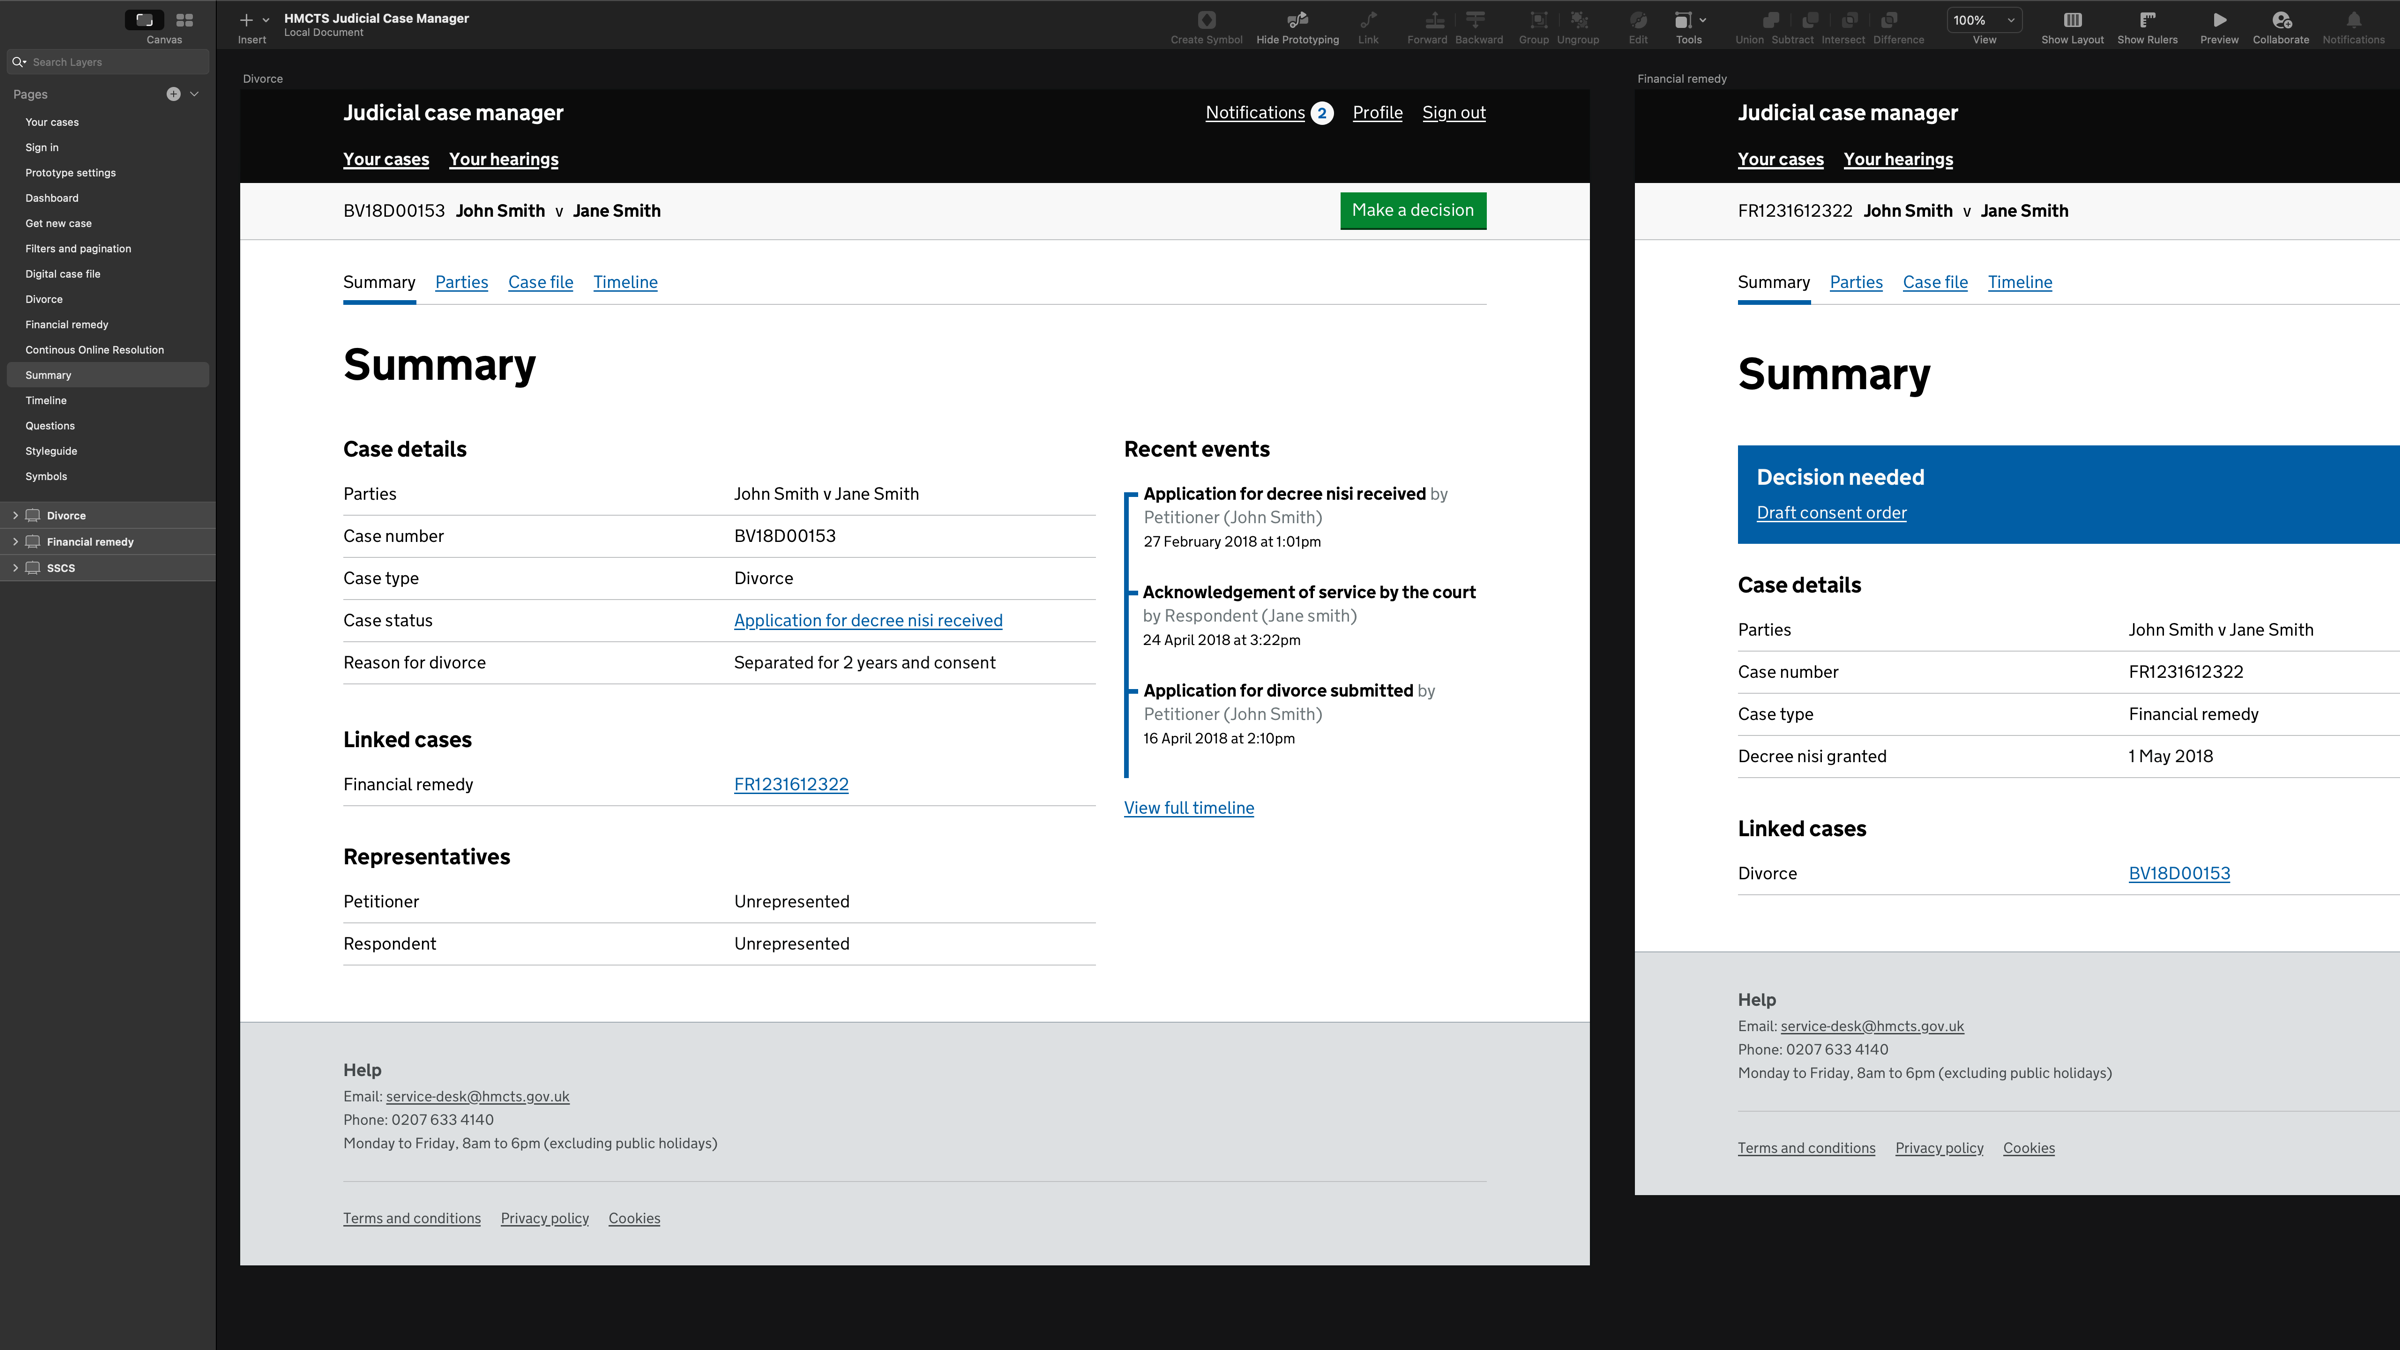 Canvas
Insert
HMCTS Judicial Case Manager
Local Document
Create Symbol
Hide Prototyping
Link
Forward
Backward
Group
Ungroup
Edit
Tools
Union
Subtract
Intersect
Difference
100%
View
Show Layout
Show Rulers
Preview
Collaborate
Notifications
Search Layers
Pages
Your cases
Sign in
Prototype settings
Dashboard
Get new case
Filters and pagination
Digital case file
Divorce
Financial remedy
Continous Online Resolution
Summary
Timeline
Questions
Styleguide
Symbols
Divorce
Financial remedy
SSCS
Divorce
Judicial case manager
Notifications 2 Profile Sign out
Your cases Your hearings
BV18D00153 John Smith v Jane Smith
Make a decision
Summary Parties Case file Timeline
Summary
Case details
Parties John Smith v Jane Smith
Case number BV18D00153
Case type Divorce
Case status Application for decree nisi received
Reason for divorce Separated for 2 years and consent
Linked cases
Financial remedy FR1231612322
Representatives
Petitioner Unrepresented
Respondent Unrepresented
Recent events
Application for decree nisi received by
Petitioner (John Smith)
27 February 2018 at 1:01pm
Acknowledgement of service by the court
by Respondent (Jane smith)
24 April 2018 at 3:22pm
Application for divorce submitted by
Petitioner (John Smith)
16 April 2018 at 2:10pm
View full timeline
Help
Email: service-desk@hmcts.gov.uk
Phone: 0207 633 4140
Monday to Friday, 8am to 6pm (excluding public holidays)
Terms and conditions Privacy policy Cookies
Financial remedy
Judicial case manager
Your cases Your hearings
FR1231612322 John Smith v Jane Smith
Summary Parties Case file Timeline
Summary
Decision needed
Draft consent order
Case details
Parties John Smith v Jane Smith
Case number FR1231612322
Case type Financial remedy
Decree nisi granted 1 May 2018
Linked cases
Divorce BV18D00153
Help
Email: service-desk@hmcts.gov.uk
Phone: 0207 633 4140
Monday to Friday, 8am to 6pm (excluding public holidays)
Terms and conditions Privacy policy Cookies